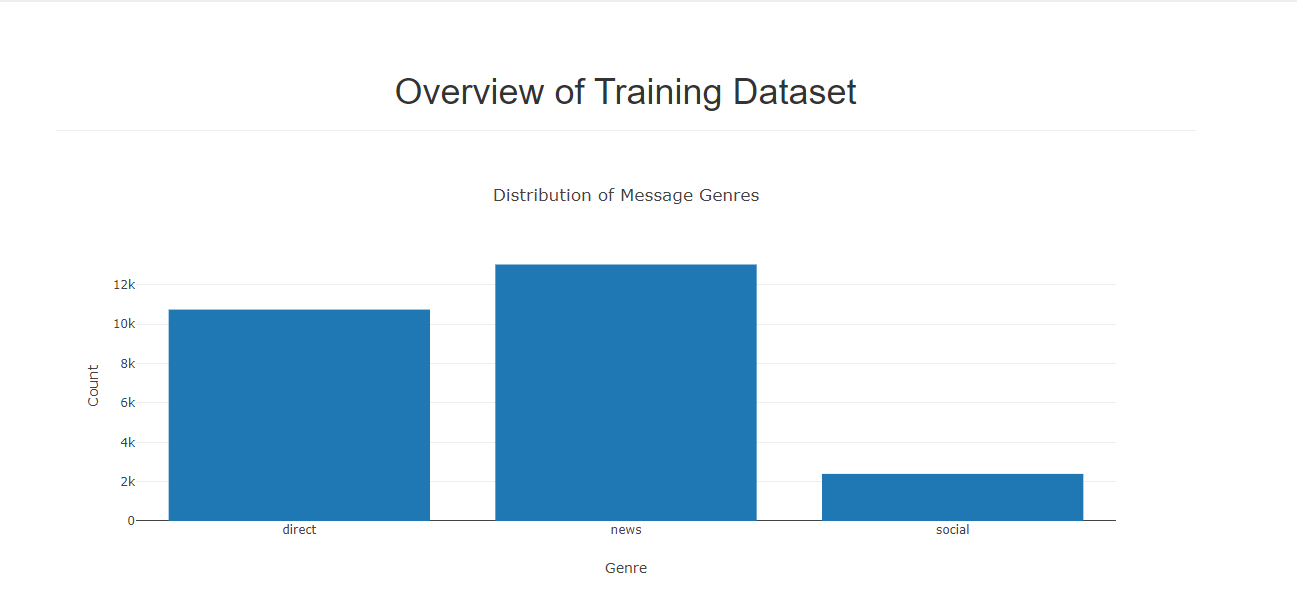 Overview of Training Dataset
Distribution of Message Genres
12k
10k
8k
6k
4k
2k
0
Count
direct news social
Genre